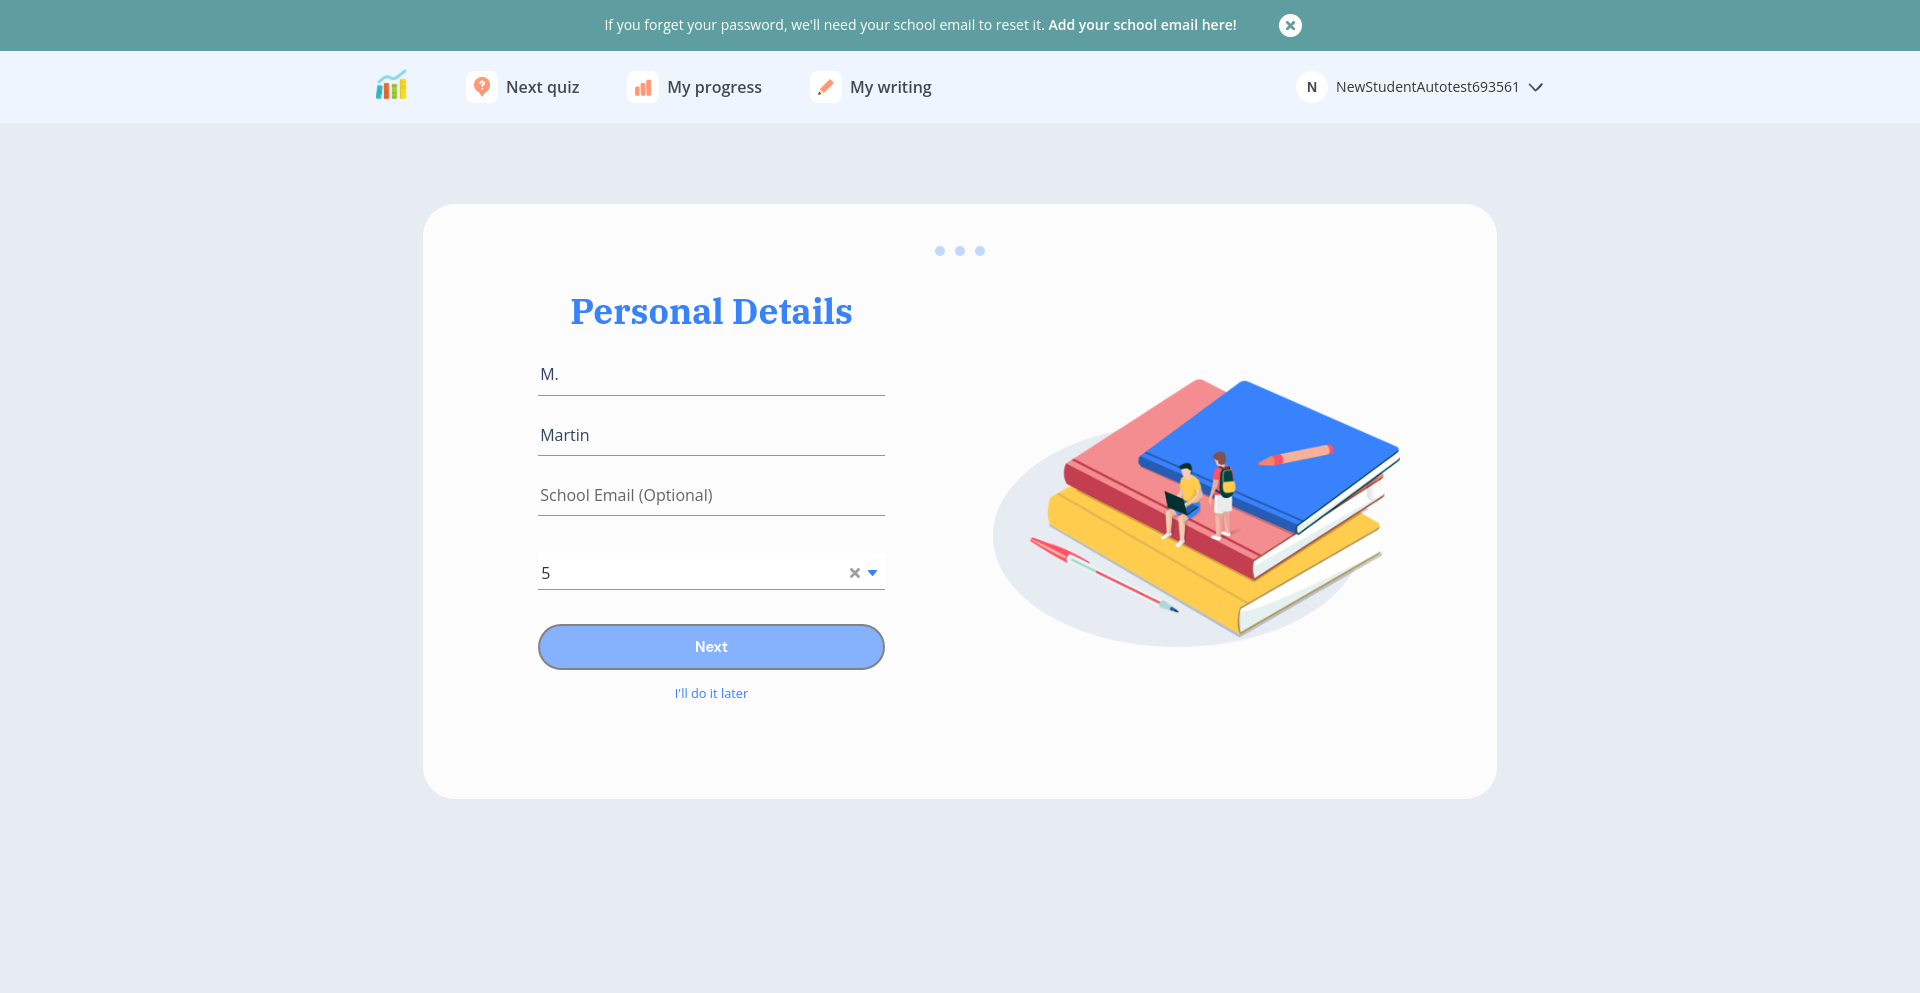 If you forget your password, we'll need your school email to reset it. Add your school email here!
Next quiz
My progress
My writing
N
NewStudentAutotest693561
Personal Details
M.
Martin
School Email (Optional)
5
Next
I'll do it later